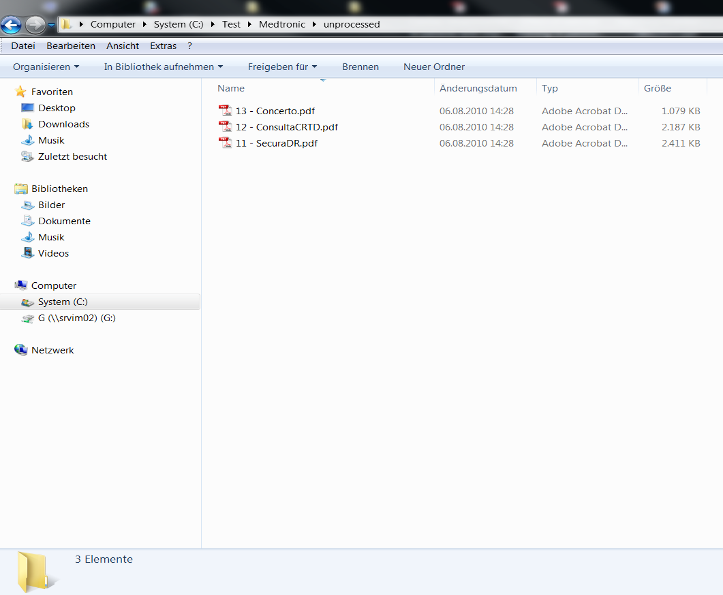 Computer System (C:) Test Medtronic unprocessed
Datei Bearbeiten Ansicht Extras ?
Organisieren In Bibliothek aufnehmen Freigeben für Brennen Neuer Ordner
Name Änderungsdatum Typ Größe
13 - Concerto.pdf 06.08.2010 14:28 Adobe Acrobat D... 1.079 KB
12 - ConsultaCRTD.pdf 06.08.2010 14:28 Adobe Acrobat D... 2.187 KB
11 - SecuraDR.pdf 06.08.2010 14:28 Adobe Acrobat D... 2.411 KB
Favoriten
Desktop
Downloads
Musik
Zuletzt besucht
Bibliotheken
Bilder
Dokumente
Musik
Videos
Computer
System (C:)
G (\\srvim02) (G:)
Netzwerk
3 Elemente